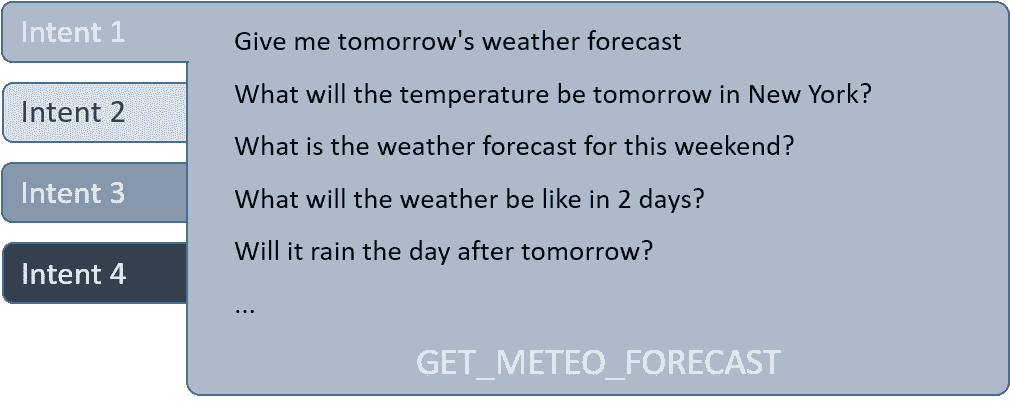 Intent 1
Intent 2
Intent 3
Intent 4
Give me tomorrow's weather forecast
What will the temperature be tomorrow in New York?
What is the weather forecast for this weekend?
What will the weather be like in 2 days?
Will it rain the day after tomorrow?
...
GET_METEO_FORECAST